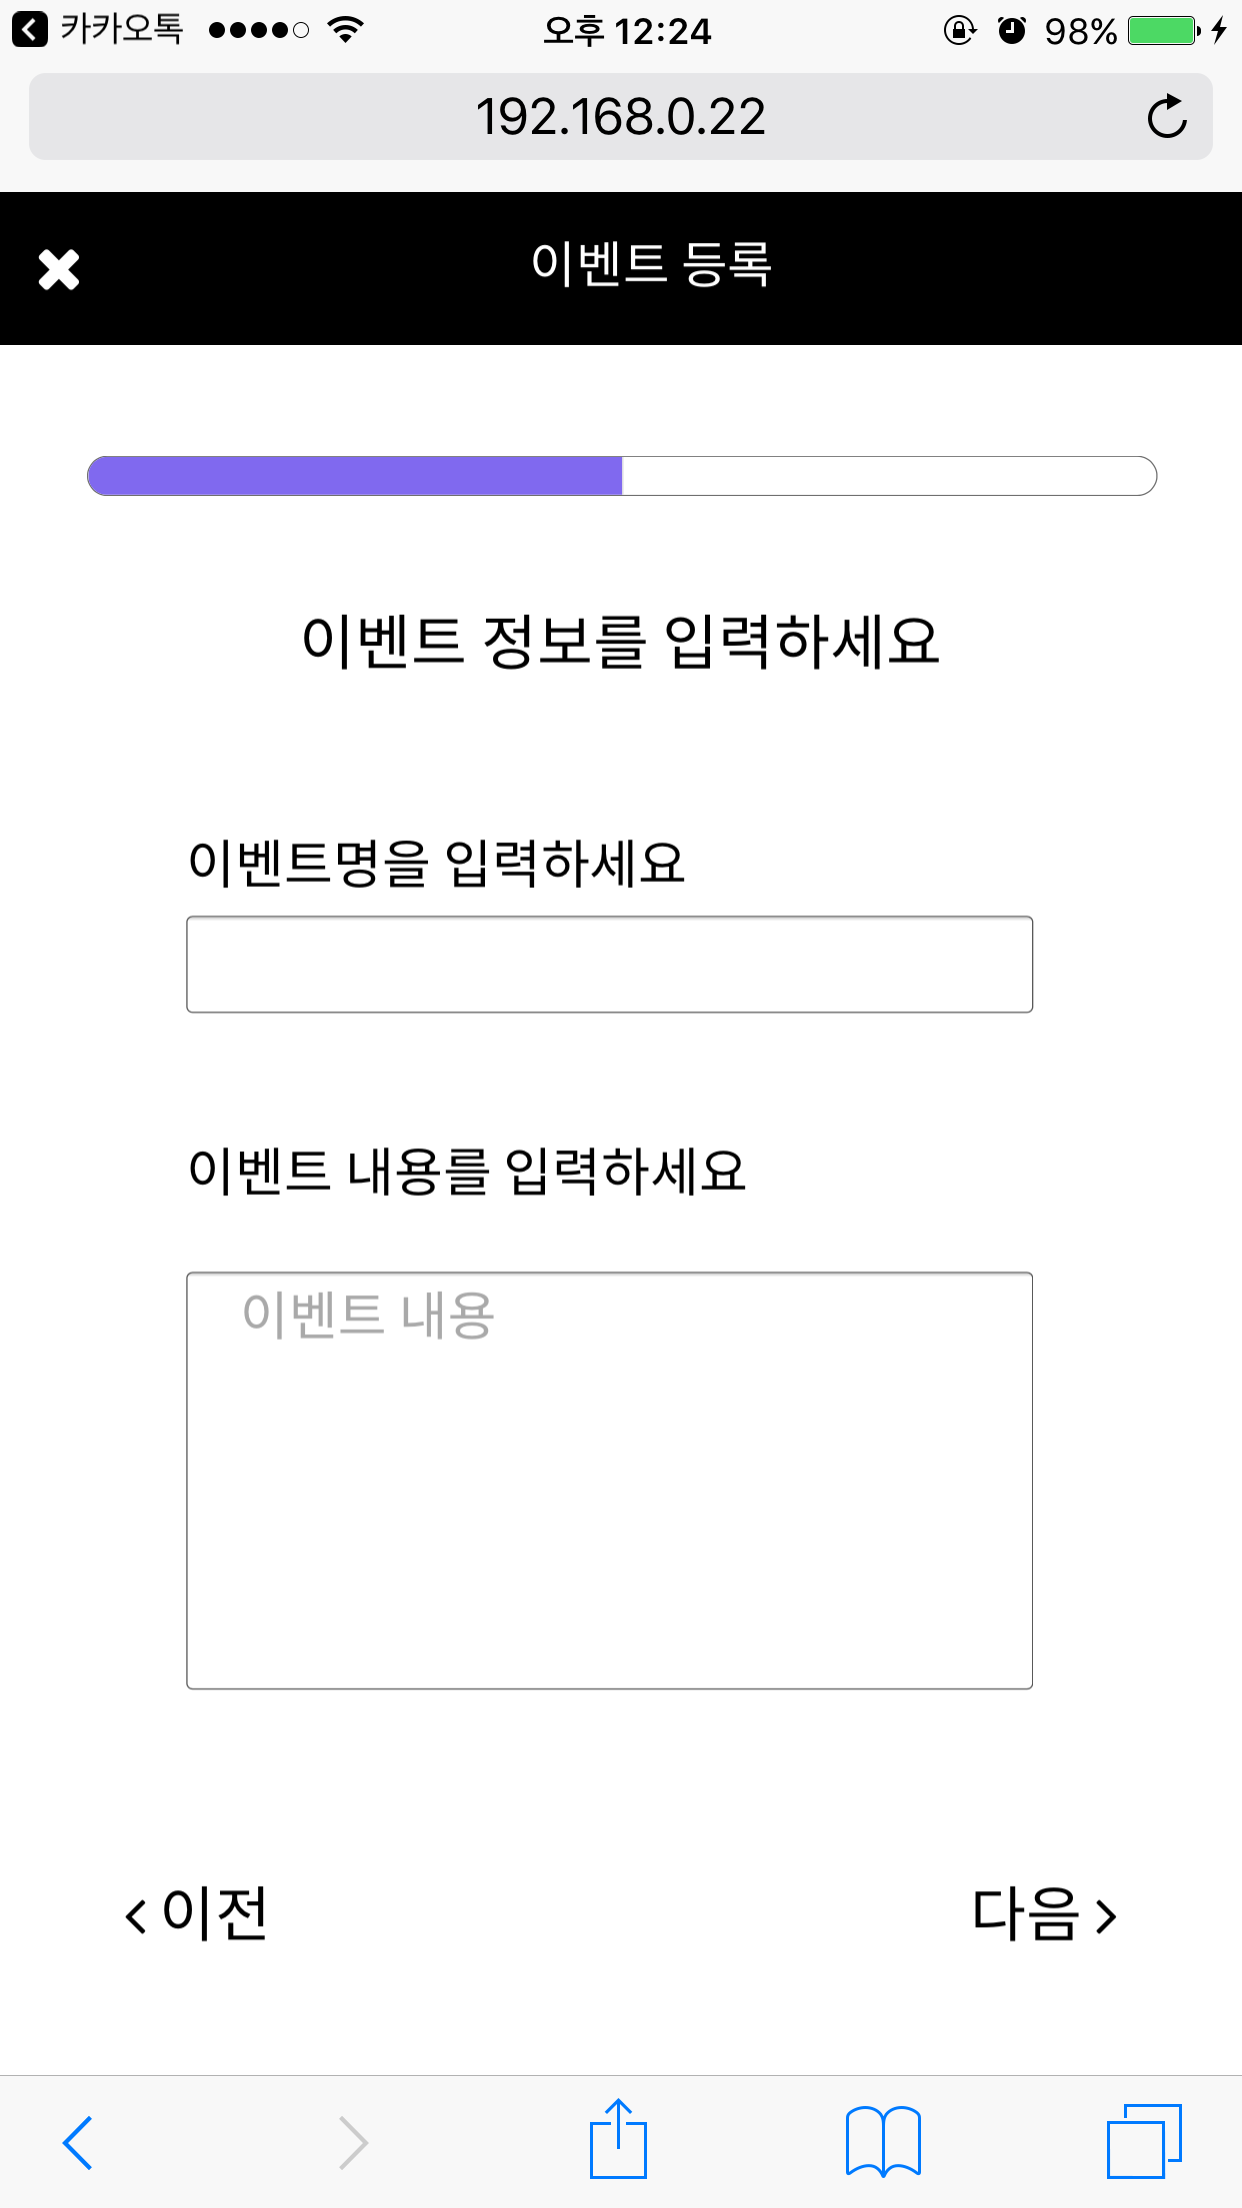 카카오톡 오후 12:24 98%
192.168.0.22
이벤트 등록
이벤트 정보를 입력하세요
이벤트명을 입력하세요
이벤트 내용를 입력하세요
이벤트 내용
이전 다음